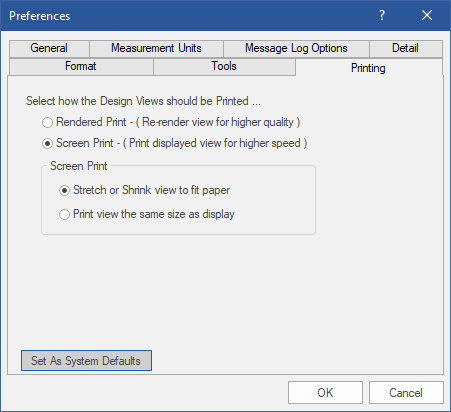 Preferences ?
General Measurement Units Message Log Options Detail
Format Tools Printing
Select how the Design Views should be Printed ...
Rendered Print - ( Re-render view for higher quality )
Screen Print - ( Print displayed view for higher speed )
Screen Print
Stretch or Shrink view to fit paper
Print view the same size as display
Set As System Defaults
OK Cancel